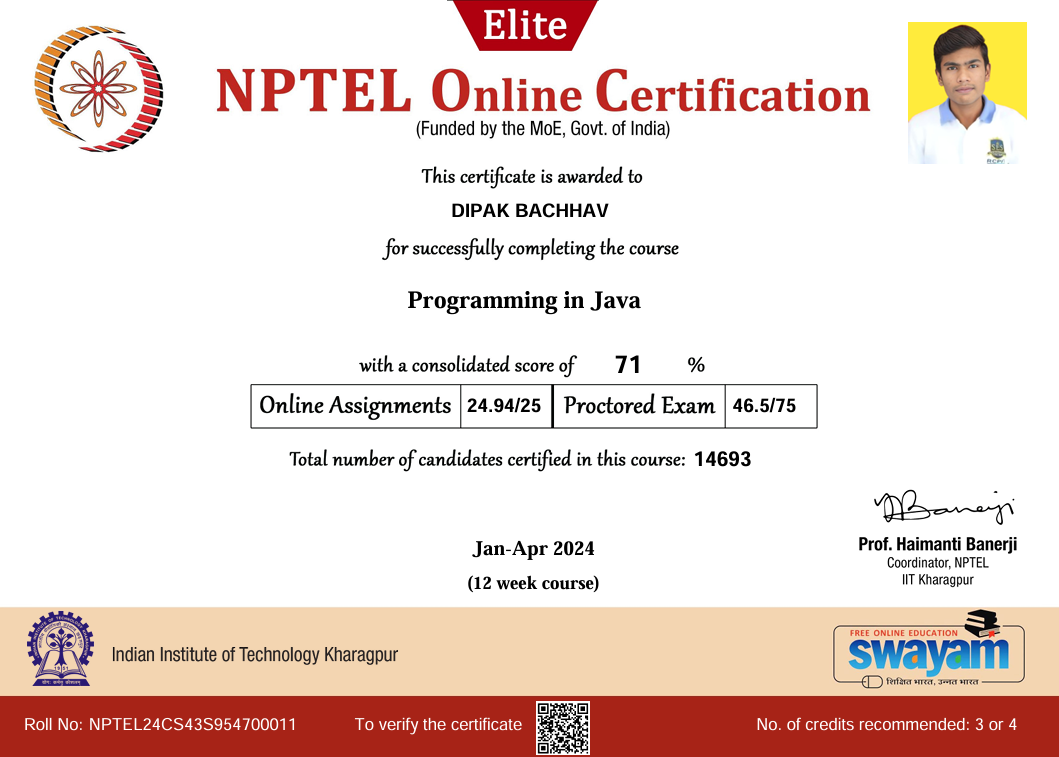 Elite
NPTEL Online Certification
(Funded by the MoE, Govt. of India)
This certificate is awarded to
DIPAK BACHHAV
for successfully completing the course
Programming in Java
with a consolidated score of 71 %
Online Assignments 24.94/25 Proctored Exam 46.5/75
Total number of candidates certified in this course: 14693
Jan-Apr 2024
(12 week course)
Prof. Haimanti Banerji
Coordinator, NPTEL
IIT Kharagpur
Indian Institute of Technology Kharagpur
FREE ONLINE EDUCATION
swayam
शिक्षित भारत, उन्नत भारत
Roll No: NPTEL24CS43S954700011 To verify the certificate No. of credits recommended: 3 or 4